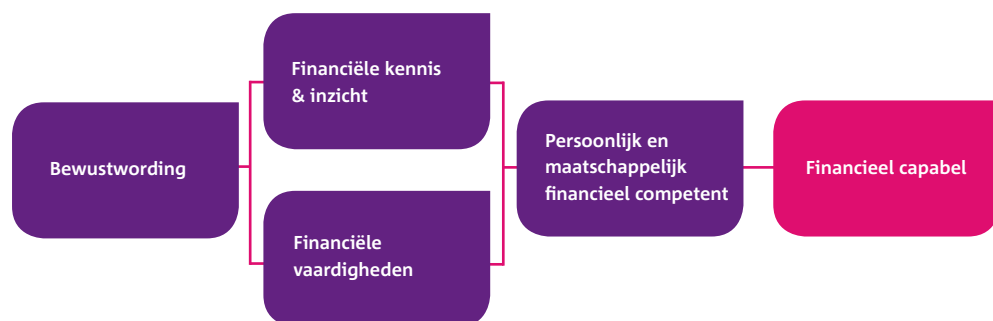 Bewustwording
Financiële kennis
& inzicht
Financiële
vaardigheden
Persoonlijk en
maatschappelijk
financieel competent
Financieel capabel